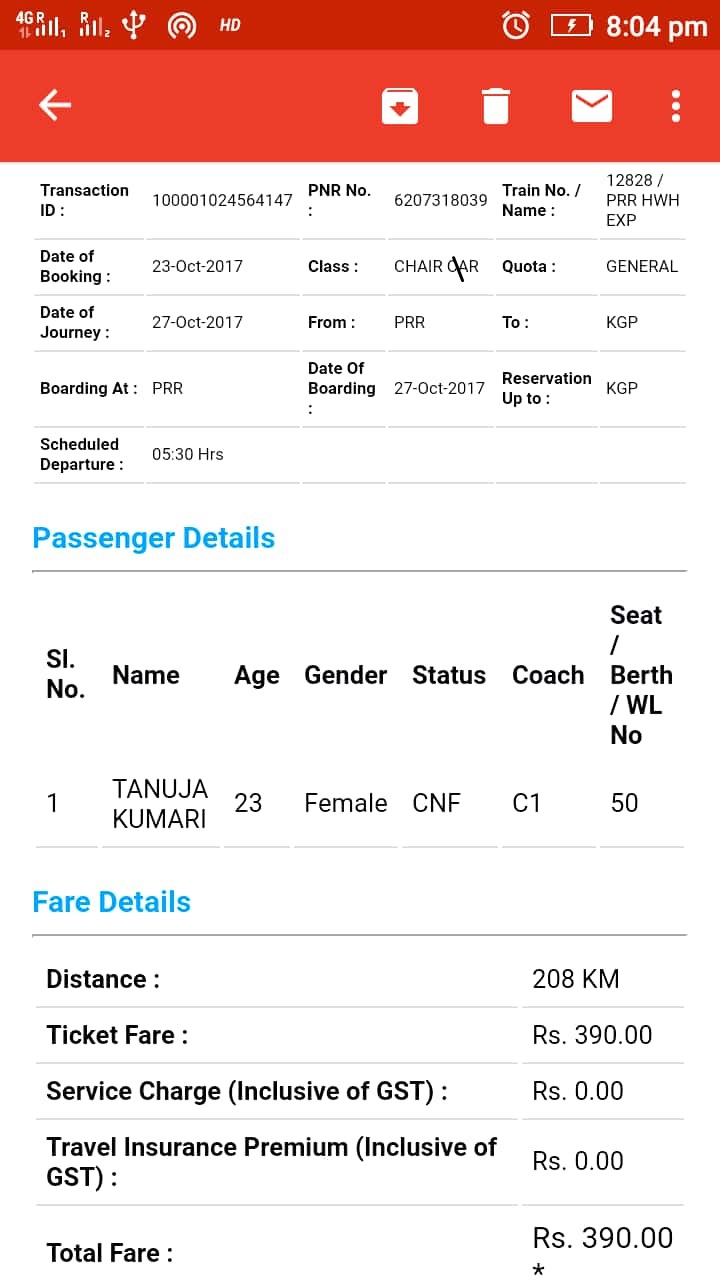 4G R 1 R 2 HD 8:04 pm
Transaction ID : 100001024564147 PNR No. : 6207318039 Train No. / Name : 12828 / PRR HWH EXP
Date of Booking : 23-Oct-2017 Class : CHAIR CAR Quota : GENERAL
Date of Journey : 27-Oct-2017 From : PRR To : KGP
Boarding At : PRR Date Of Boarding : 27-Oct-2017 Reservation Up to : KGP
Scheduled Departure : 05:30 Hrs
Passenger Details
Sl. No. Name Age Gender Status Coach Seat / Berth / WL No
1 TANUJA KUMARI 23 Female CNF C1 50
Fare Details
Distance : 208 KM
Ticket Fare : Rs. 390.00
Service Charge (Inclusive of GST) : Rs. 0.00
Travel Insurance Premium (Inclusive of GST) : Rs. 0.00
Total Fare : Rs. 390.00 *